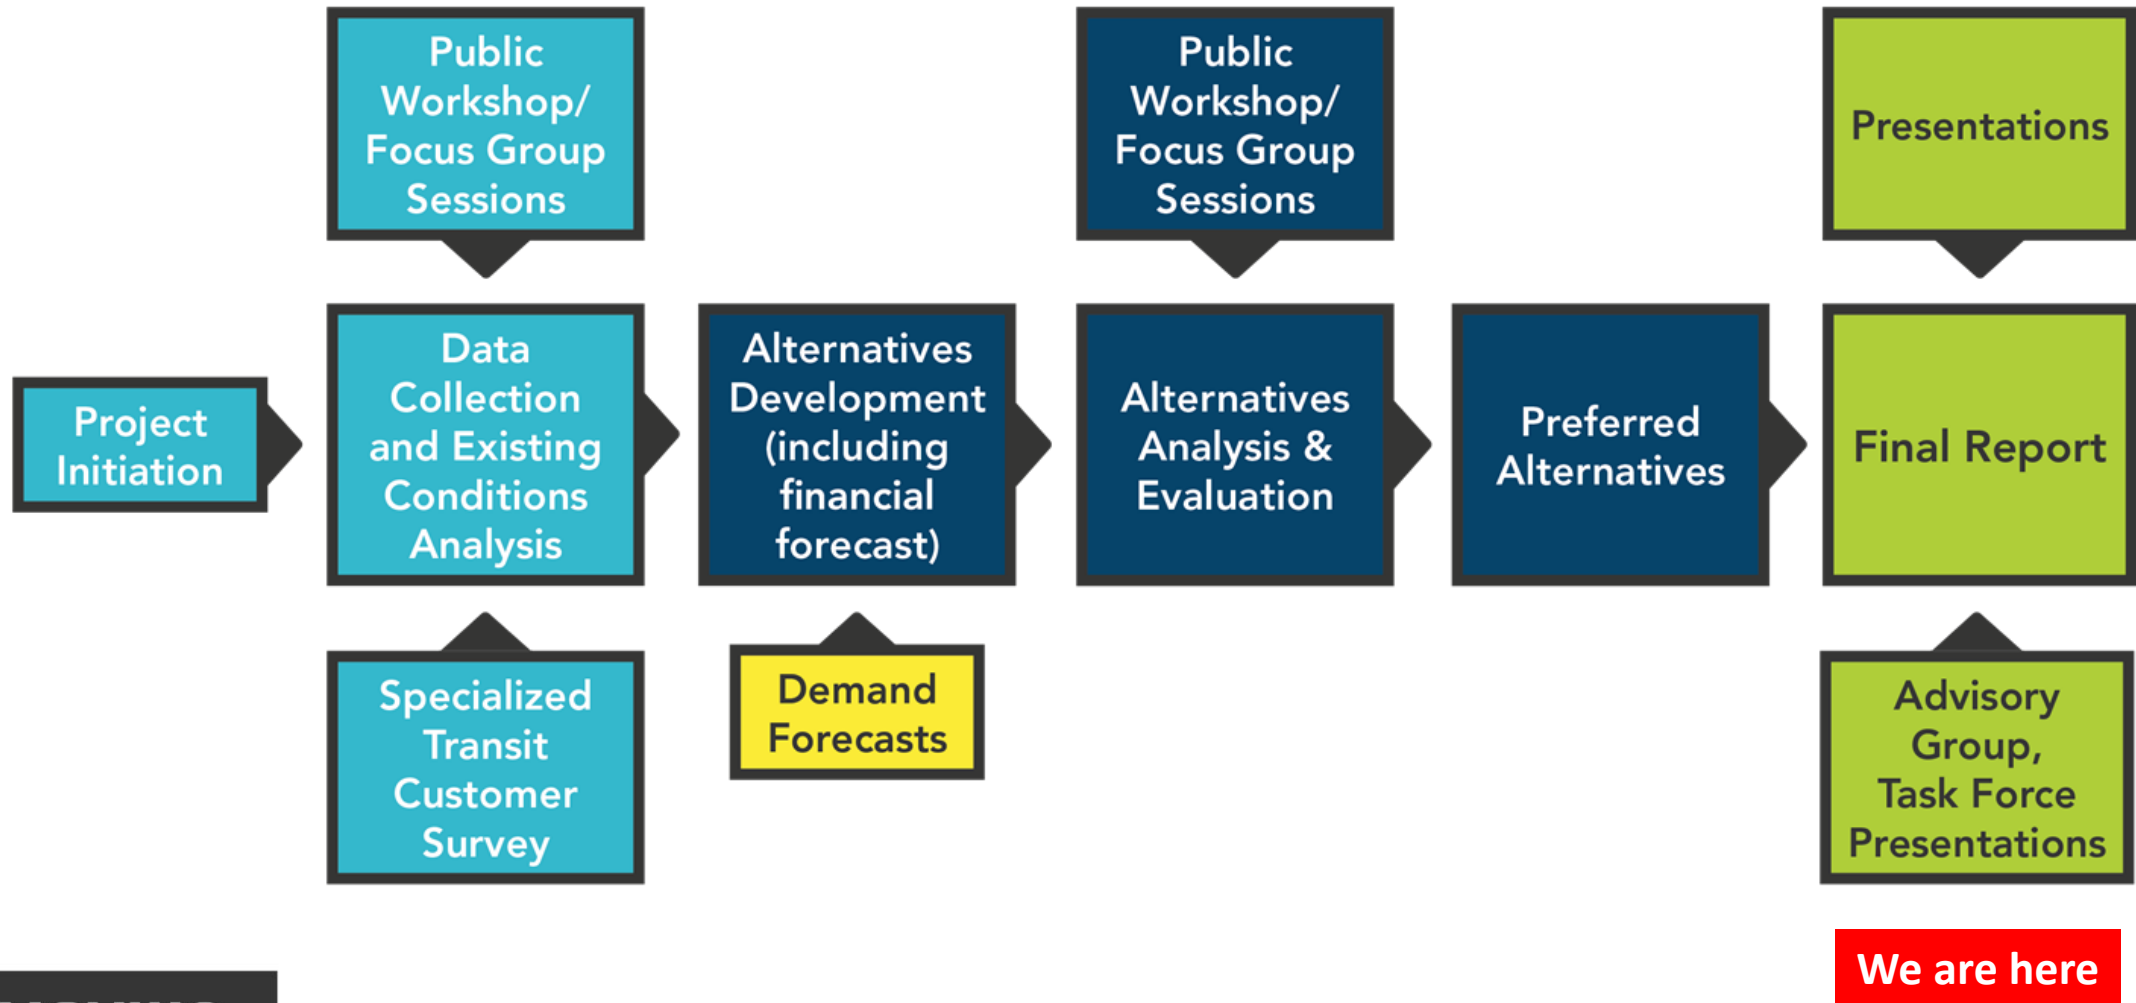 Public
Workshop/
Focus Group
Sessions
Public
Workshop/
Focus Group
Sessions
Presentations
Project
Initiation
Data
Collection
and Existing
Conditions
Analysis
Alternatives
Development
(including
financial
forecast)
Alternatives
Analysis &
Evaluation
Preferred
Alternatives
Final Report
Specialized
Transit
Customer
Survey
Demand
Forecasts
Advisory
Group,
Task Force
Presentations
We are here